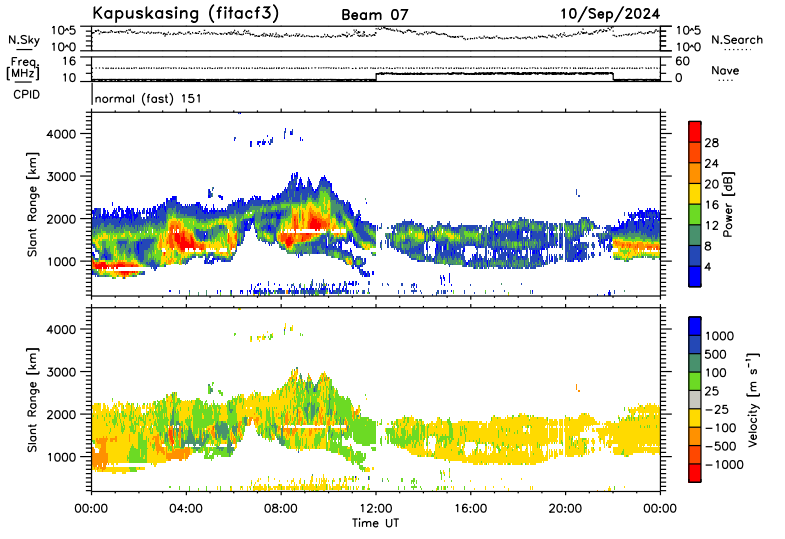 Kapuskasing (fitacf3) Beam 07 10/Sep/2024
N.Sky 10^5 10^0 10^5 10^0 N.Search
Freq. [MHz] 16 10 60 0 Nave
CPID normal (fast) 151
Slant Range [km] 4000 3000 2000 1000
Power [dB] 28 24 20 16 12 8 4
Slant Range [km] 4000 3000 2000 1000
Velocity [m s⁻¹] 1000 500 100 25 −25 −100 −500 −1000
00:00 04:00 08:00 12:00 16:00 20:00 00:00
Time UT